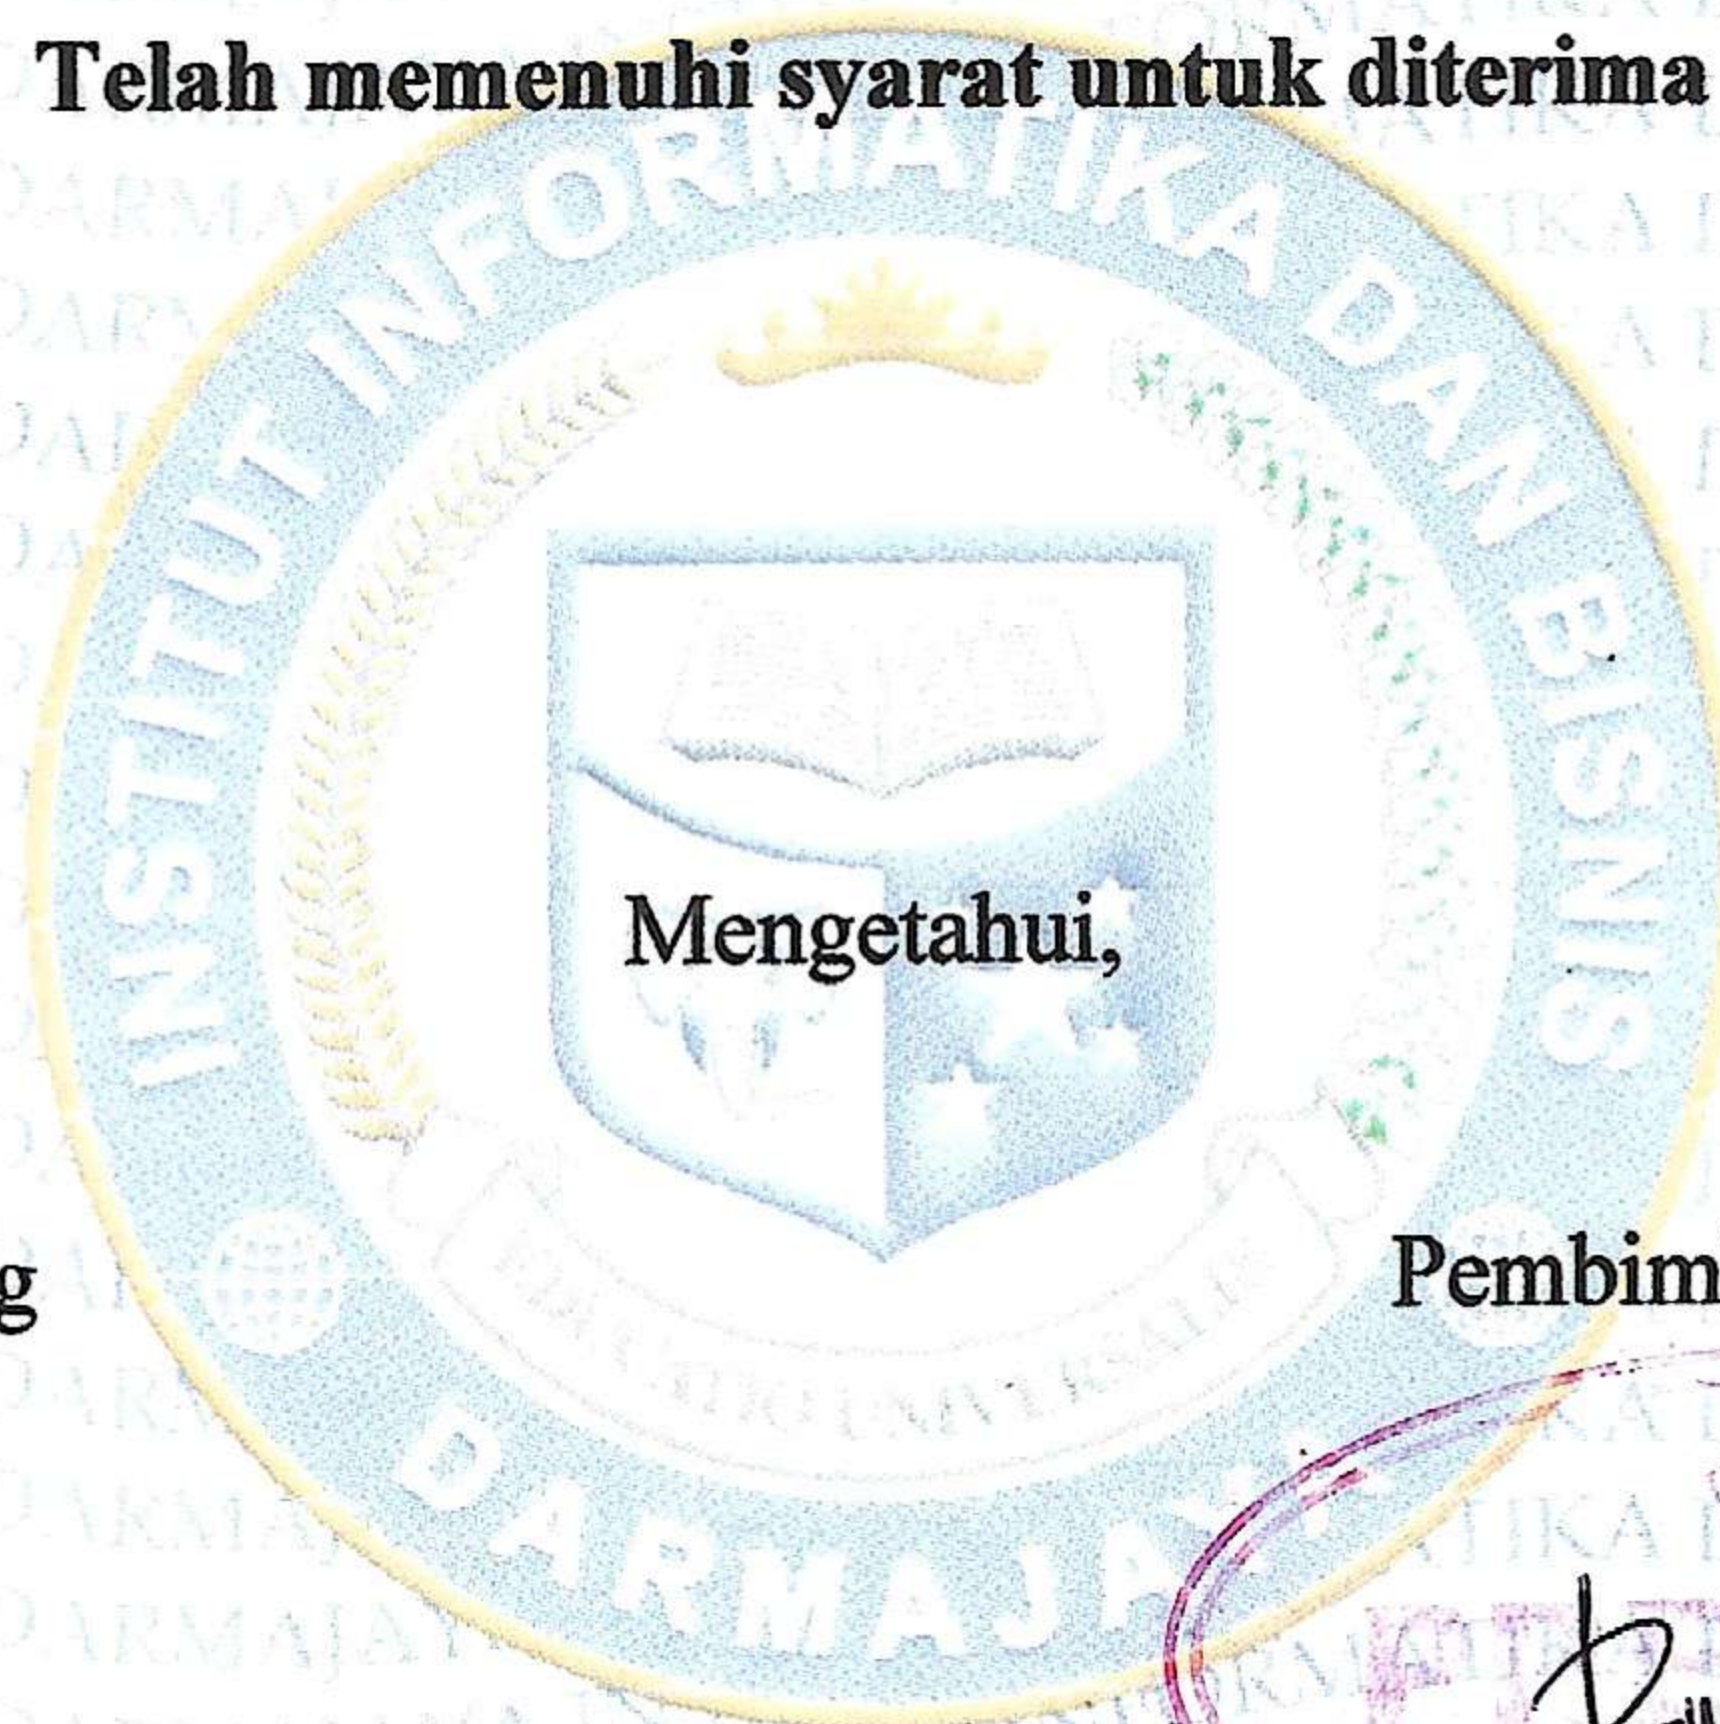 Telah memenuhi syarat untuk diterima
INSTITUT INFORMATIKA DAN BISNIS
Mengetahui,
g
Pembim
DARMAJAYA